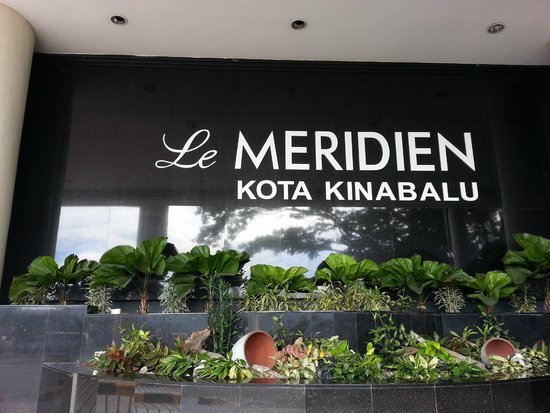 Le MERIDIEN
KOTA KINABALU